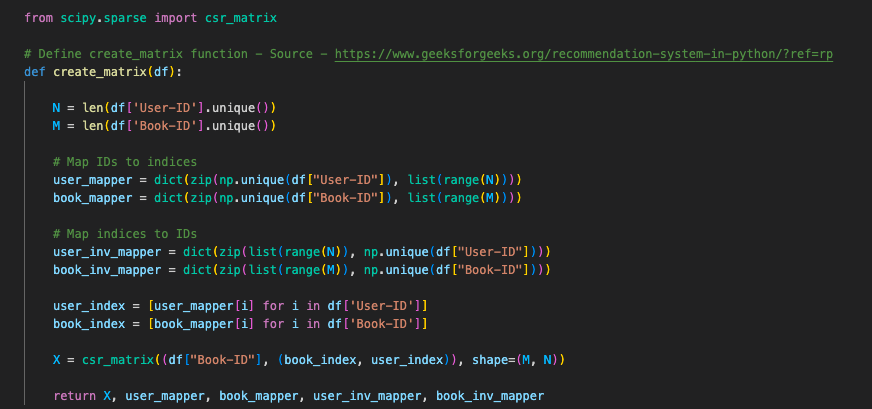 from scipy.sparse import csr_matrix
# Define create_matrix function - Source - https://www.geeksforgeeks.org/recommendation-system-in-python/?ref=rp
def create_matrix(df):
N = len(df['User-ID'].unique())
M = len(df['Book-ID'].unique())
# Map IDs to indices
user_mapper = dict(zip(np.unique(df["User-ID"]), list(range(N))))
book_mapper = dict(zip(np.unique(df["Book-ID"]), list(range(M))))
# Map indices to IDs
user_inv_mapper = dict(zip(list(range(N)), np.unique(df["User-ID"])))
book_inv_mapper = dict(zip(list(range(M)), np.unique(df["Book-ID"])))
user_index = [user_mapper[i] for i in df['User-ID']]
book_index = [book_mapper[i] for i in df['Book-ID']]
X = csr_matrix((df["Book-ID"], (book_index, user_index)), shape=(M, N))
return X, user_mapper, book_mapper, user_inv_mapper, book_inv_mapper